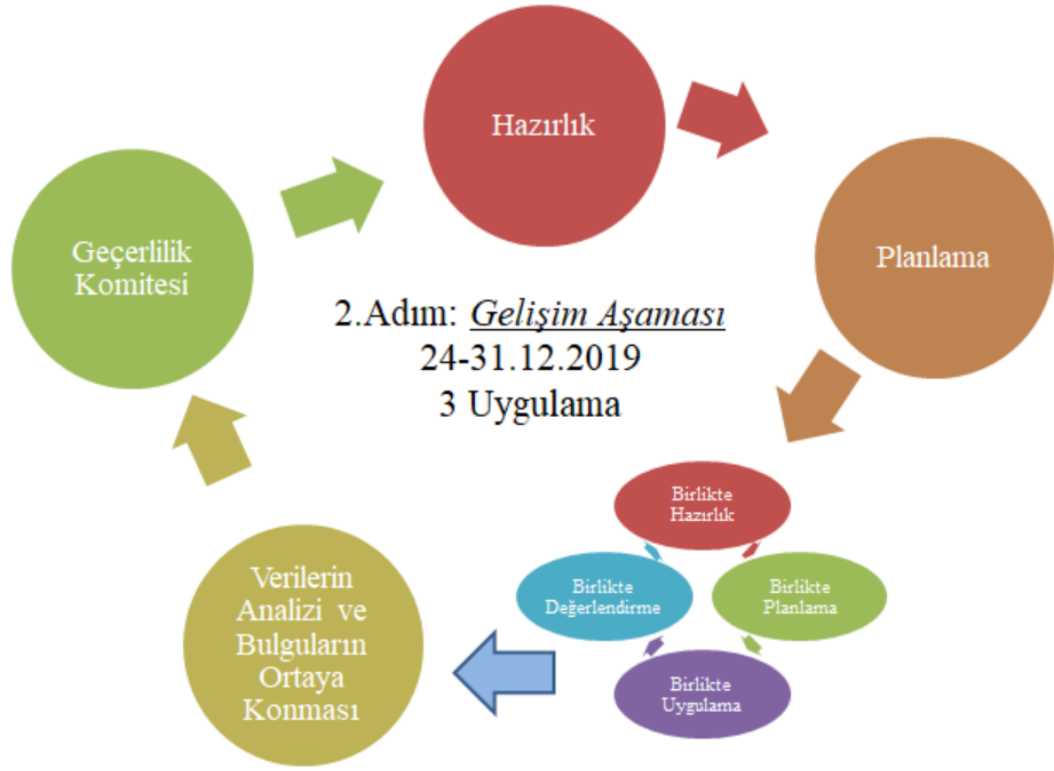 Hazırlık
Planlama
Geçerlilik
Komitesi
2.Adım: Gelişim Aşaması
24-31.12.2019
3 Uygulama
Birlikte
Hazırlık
Birlikte
Planlama
Birlikte
Uygulama
Birlikte
Değerlendirme
Verilerin
Analizi ve
Bulguların
Ortaya
Konması